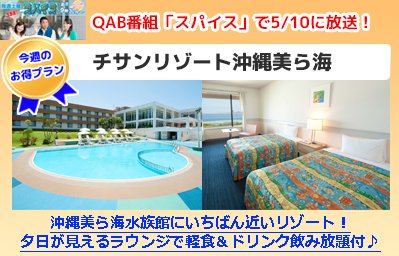 QAB番組「スパイス」で5/10に放送！
今週の
お得プラン
チサンリゾート沖縄美ら海
沖縄美ら海水族館にいちばん近いリゾート！
夕日が見えるラウンジで軽食＆ドリンク飲み放題付♪